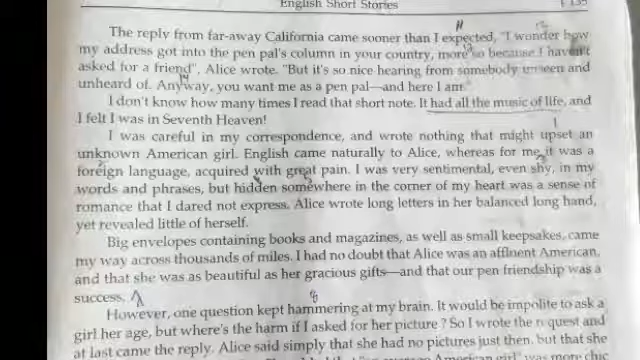 English Short Stories
The reply from far-away California came sooner than I expected, "I wonder how
my address got into the pen pal's column in your country, more so because I haven't
asked for a friend", Alice wrote. "But it's so nice hearing from somebody unseen and
unheard of. Anyway, you want me as a pen pal—and here I am."
I don't know how many times I read that short note. It had all the music of life, and
I felt I was in Seventh Heaven!
I was careful in my correspondence, and wrote nothing that might upset an
unknown American girl. English came naturally to Alice, whereas for me, it was a
foreign language, acquired with great pain. I was very sentimental, even shy, in my
words and phrases, but hidden somewhere in the corner of my heart was a sense of
romance that I dared not express. Alice wrote long letters in her balanced long hand,
yet revealed little of herself.
Big envelopes containing books and magazines, as well as small keepsakes, came
my way across thousands of miles. I had no doubt that Alice was an affluent American,
and that she was as beautiful as her gracious gifts—and that our pen friendship was a
success.
However, one question kept hammering at my brain. It would be impolite to ask a
girl her age, but where's the harm if I asked for her picture ? So I wrote the request and
at last came the reply. Alice said simply that she had no pictures just then, but that she
American girl was more chic